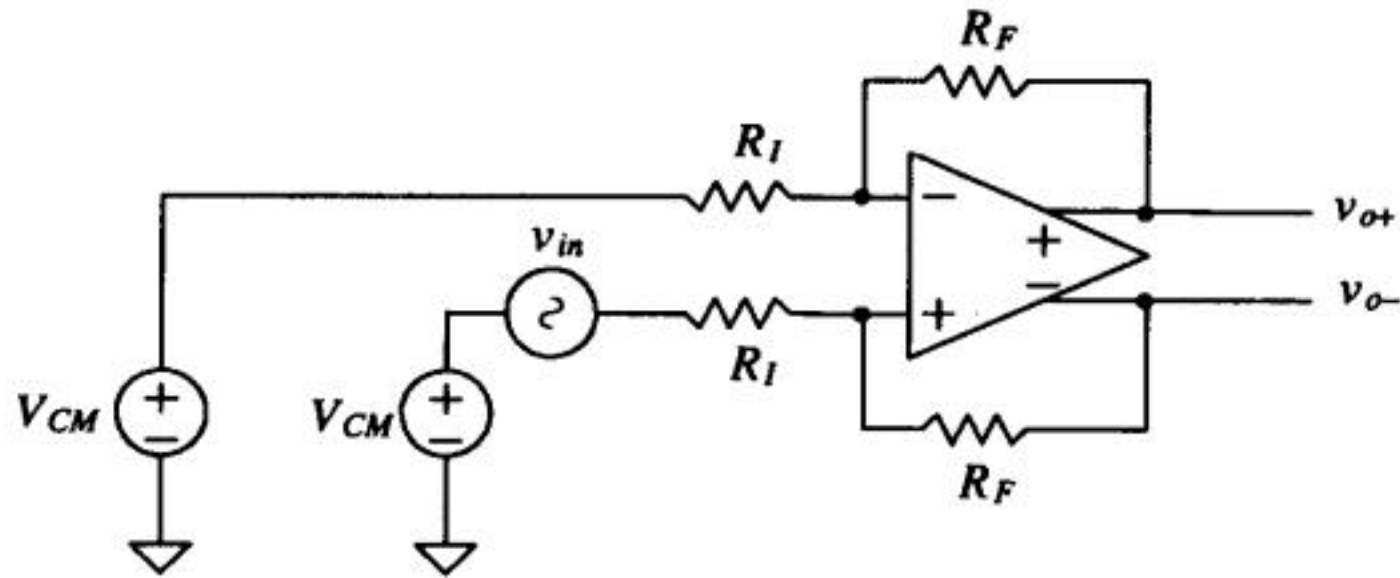 R_F
R_I
v_in
−
+
+
−
v_o+
v_o−
R_I
R_F
V_CM
+
−
V_CM
+
−